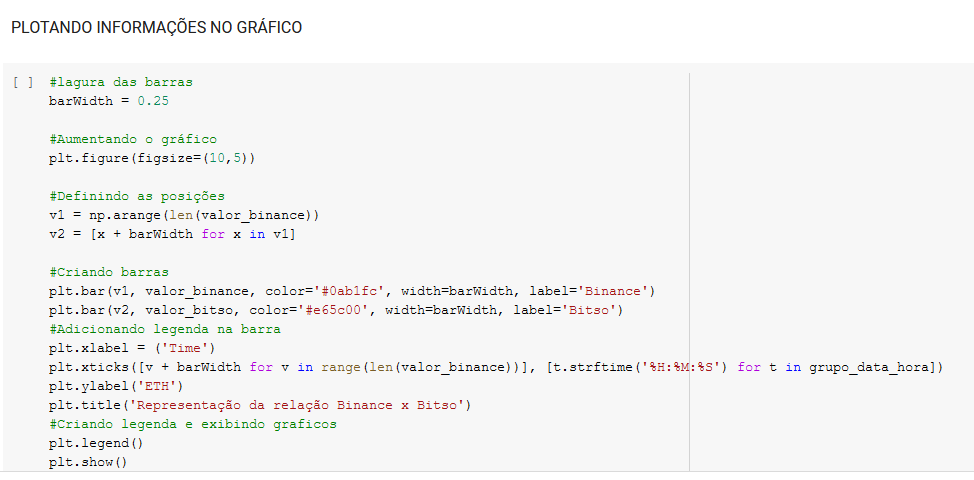 PLOTANDO INFORMAÇÕES NO GRÁFICO
[ ] #lagura das barras
barWidth = 0.25
#Aumentando o gráfico
plt.figure(figsize=(10,5))
#Definindo as posições
v1 = np.arange(len(valor_binance))
v2 = [x + barWidth for x in v1]
#Criando barras
plt.bar(v1, valor_binance, color='#0ab1fc', width=barWidth, label='Binance')
plt.bar(v2, valor_bitso, color='#e65c00', width=barWidth, label='Bitso')
#Adicionando legenda na barra
plt.xlabel = ('Time')
plt.xticks([v + barWidth for v in range(len(valor_binance))], [t.strftime('%H:%M:%S') for t in grupo_data_hora])
plt.ylabel('ETH')
plt.title('Representação da relação Binance x Bitso')
#Criando legenda e exibindo graficos
plt.legend()
plt.show()